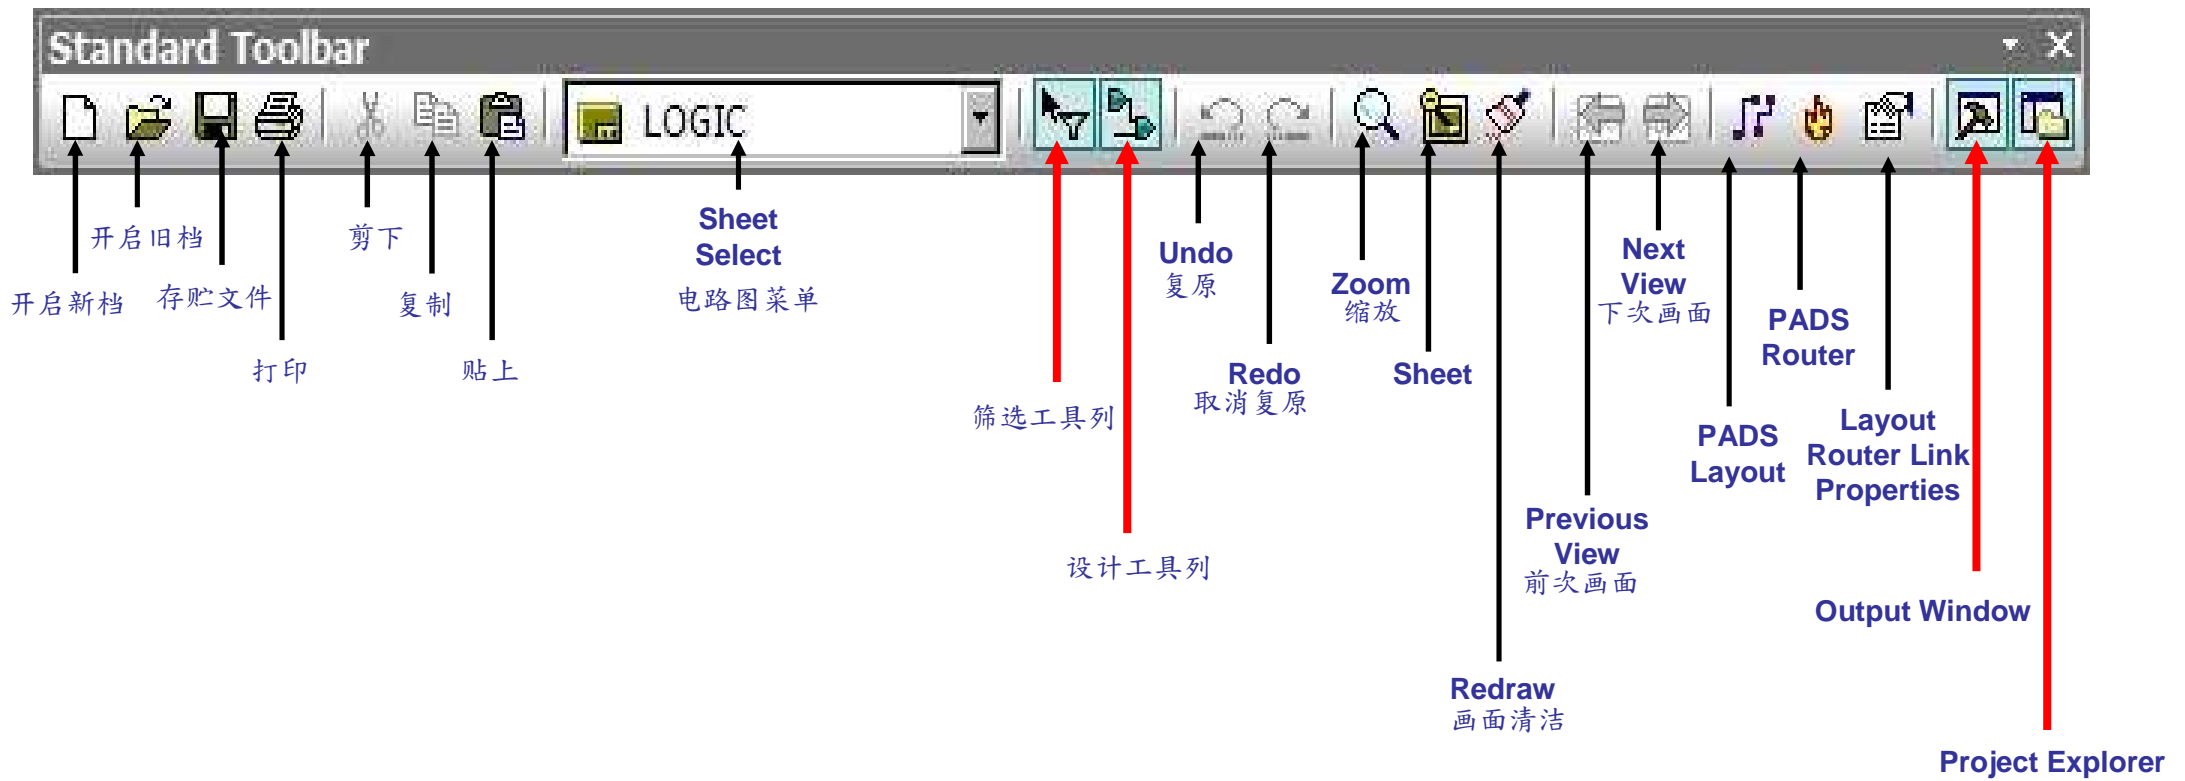 Standard Toolbar
LOGIC
开启新档
开启旧档
存贮文件
打印
剪下
复制
贴上
Sheet
Select
电路图菜单
筛选工具列
设计工具列
Undo
复原
Redo
取消复原
Zoom
缩放
Sheet
Redraw
画面清洁
Previous
View
前次画面
Next
View
下次画面
PADS
Layout
PADS
Router
Layout
Router Link
Properties
Output Window
Project Explorer